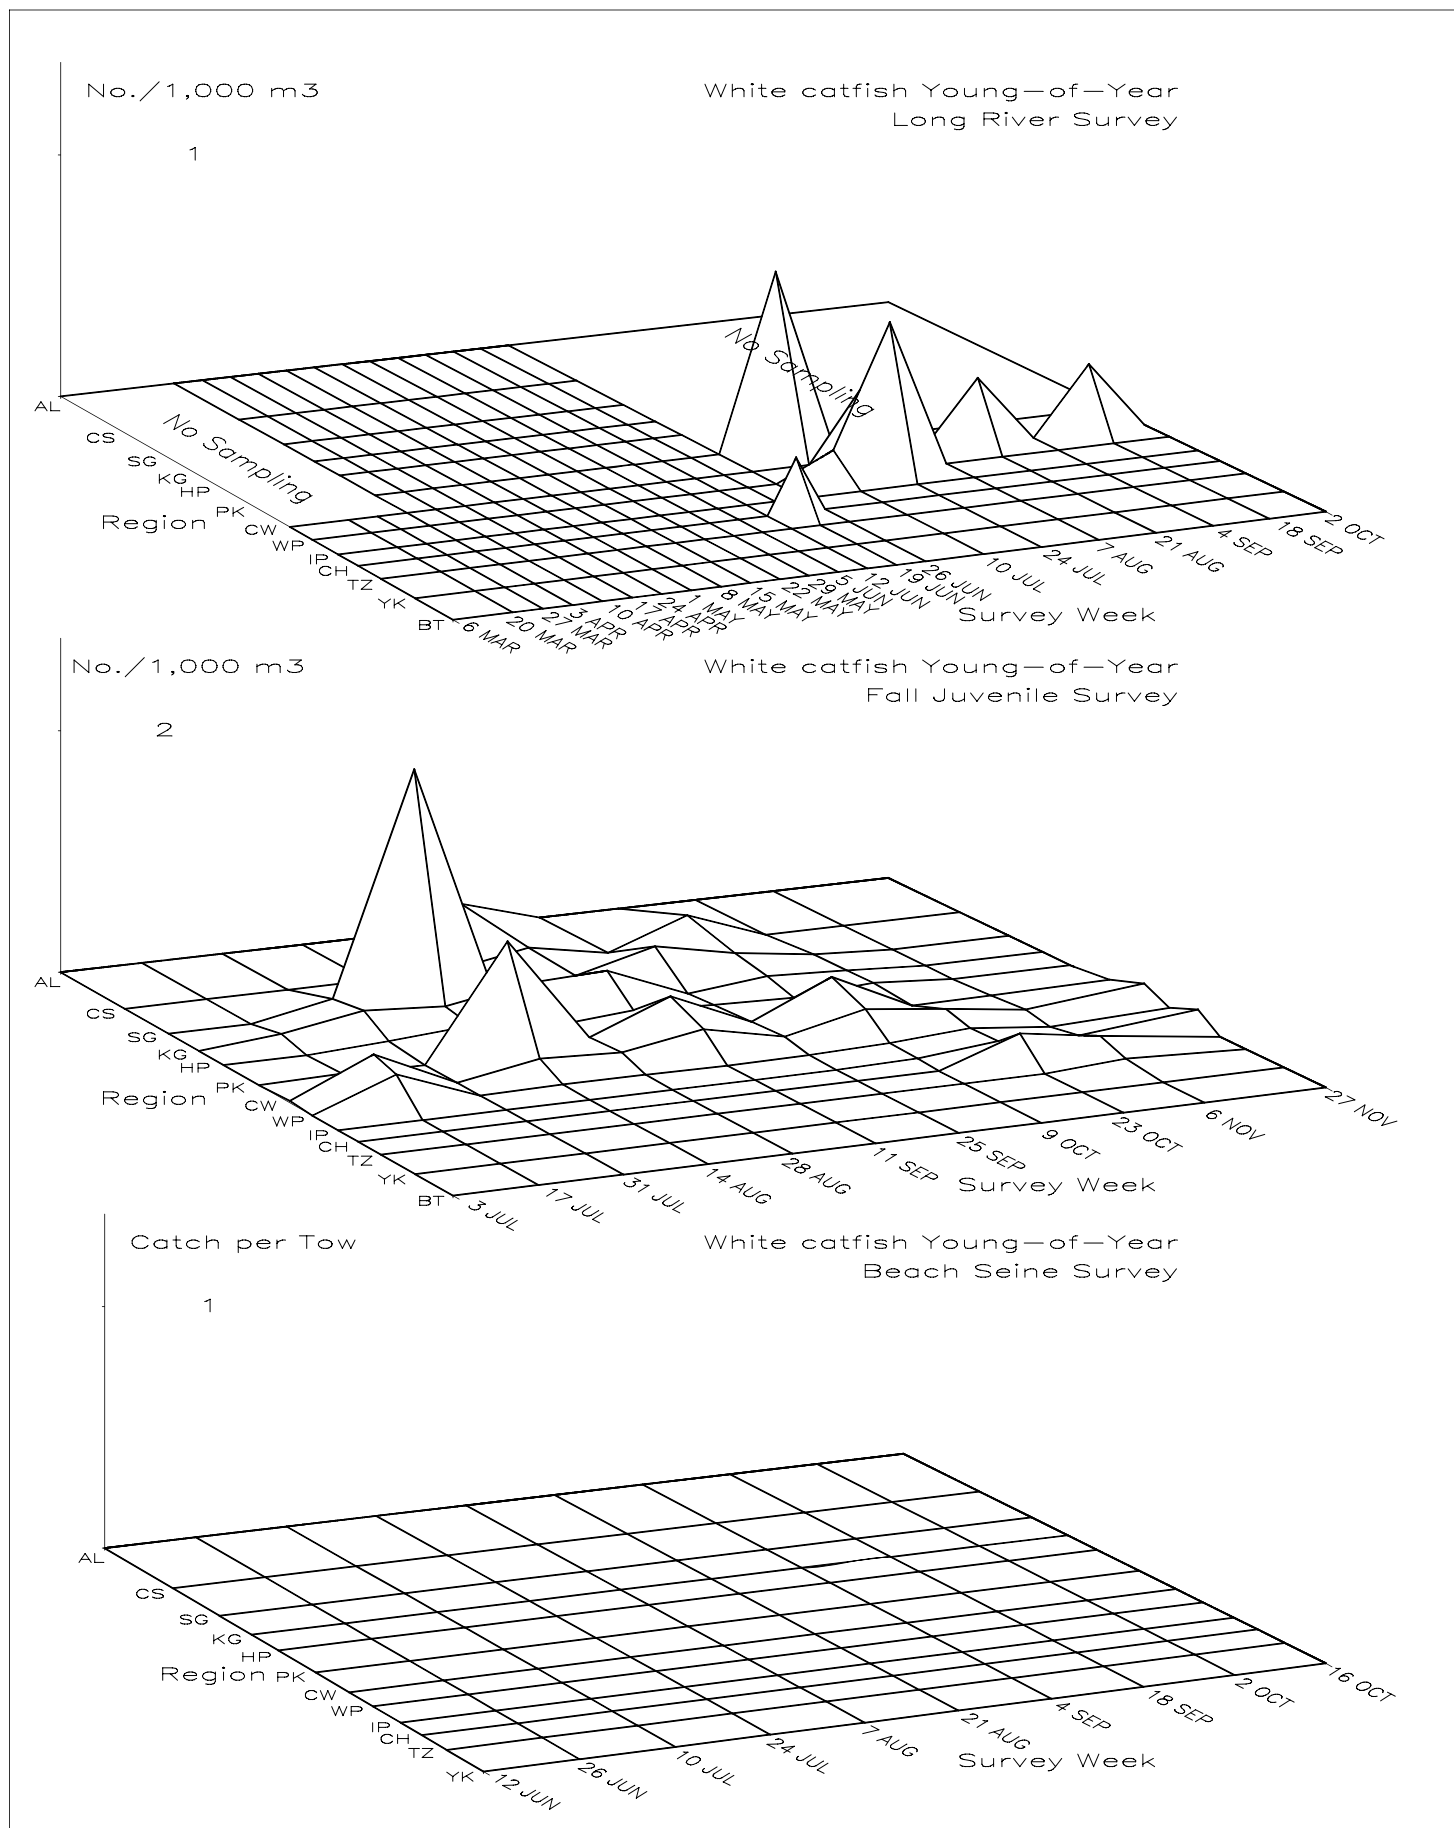 No./1,000 m3
White catfish Young-of-Year
Long River Survey
1
No Sampling
No Sampling
AL
CS
SG
KG
HP
PK
CW
WP
IP
CH
TZ
YK
BT
Region
6 MAR
20 MAR
27 MAR
3 APR
10 APR
17 APR
24 APR
1 MAY
8 MAY
15 MAY
22 MAY
29 MAY
5 JUN
12 JUN
19 JUN
26 JUN
10 JUL
24 JUL
7 AUG
21 AUG
4 SEP
18 SEP
2 OCT
Survey Week
No./1,000 m3
White catfish Young-of-Year
Fall Juvenile Survey
2
AL
CS
SG
KG
HP
PK
CW
WP
IP
CH
TZ
YK
BT
Region
3 JUL
17 JUL
31 JUL
14 AUG
28 AUG
11 SEP
25 SEP
9 OCT
23 OCT
6 NOV
27 NOV
Survey Week
Catch per Tow
White catfish Young-of-Year
Beach Seine Survey
1
AL
CS
SG
KG
HP
PK
CW
WP
IP
CH
TZ
YK
Region
12 JUN
26 JUN
10 JUL
24 JUL
7 AUG
21 AUG
4 SEP
18 SEP
2 OCT
16 OCT
Survey Week